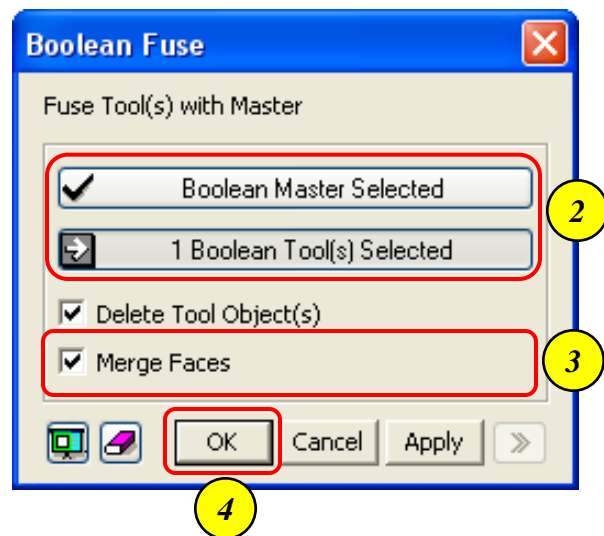 Boolean Fuse
Fuse Tool(s) with Master
Boolean Master Selected
2
1 Boolean Tool(s) Selected
Delete Tool Object(s)
Merge Faces
3
OK
Cancel
Apply
4